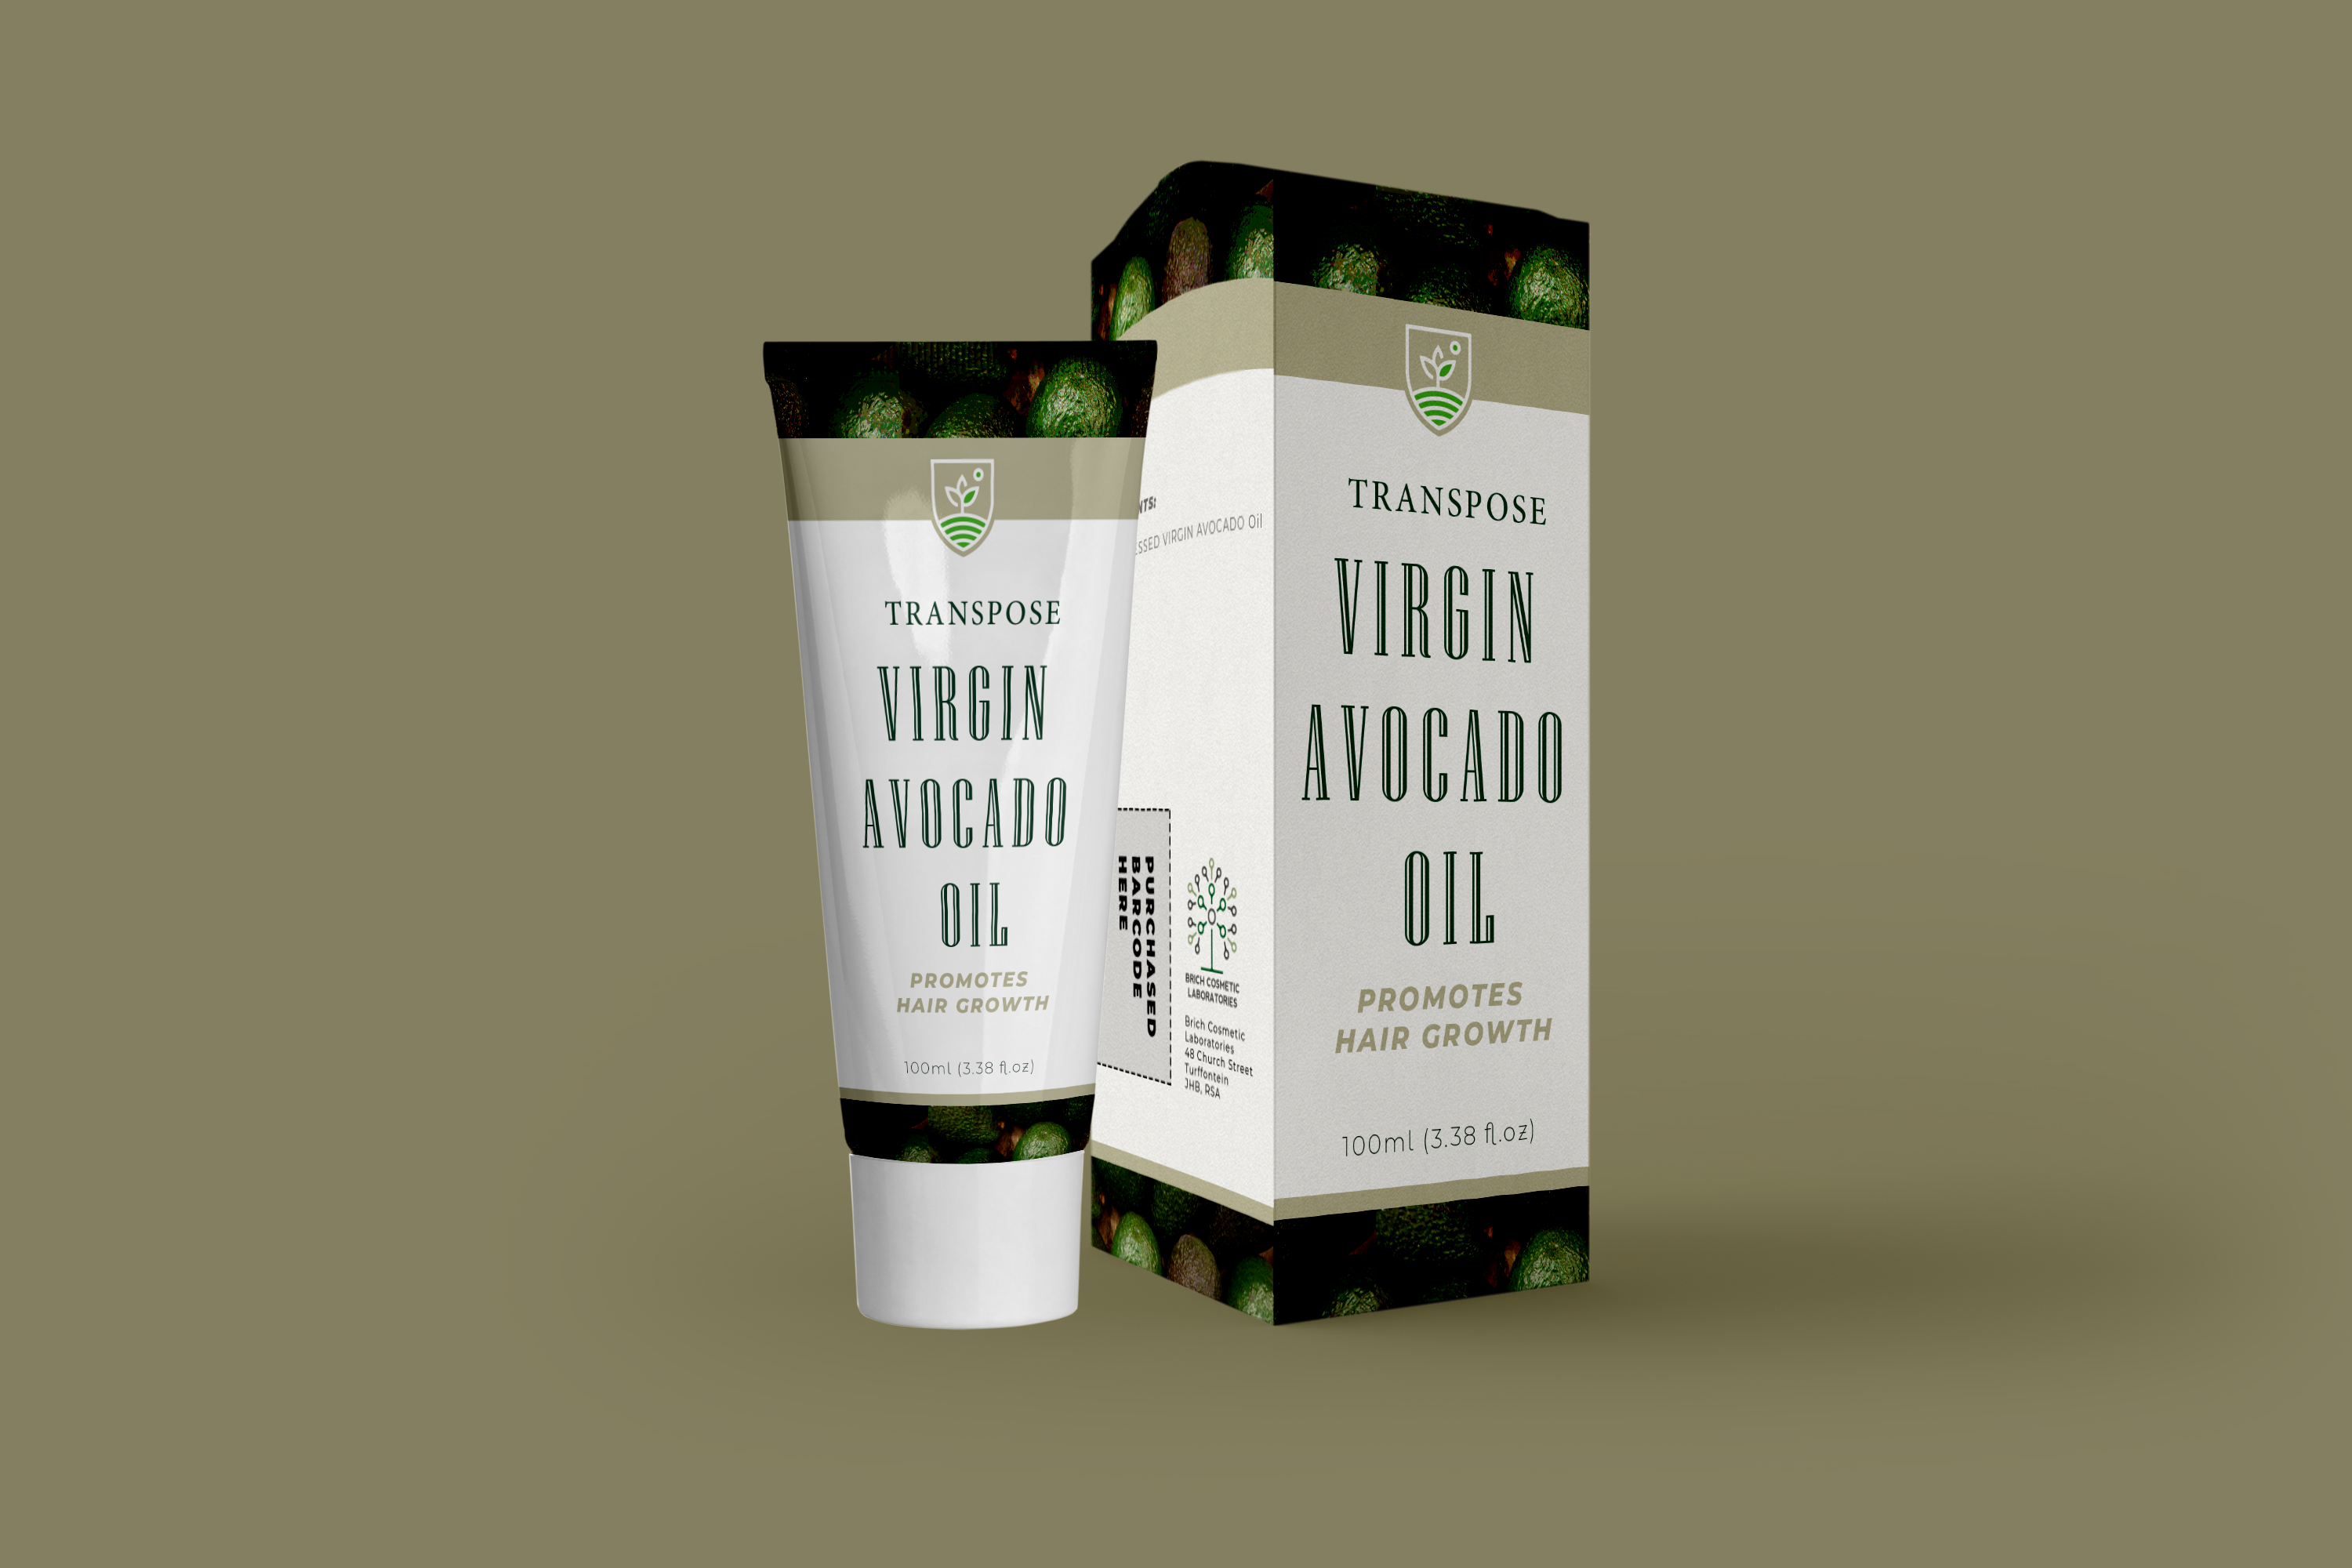 TRANSPOSE
VIRGIN
AVOCADO
OIL
PROMOTES
HAIR GROWTH
100ml (3.38 fl.oz)
VIRGIN AVOCADO Oil
PURCHASED
BARCODE
HERE
BRICH COSMETIC
LABORATORIES
Brich Cosmetic
Laboratories
48 Church Street
Turffontein
JHB, RSA
TRANSPOSE
VIRGIN
AVOCADO
OIL
PROMOTES
HAIR GROWTH
100ml (3.38 fl.oz)